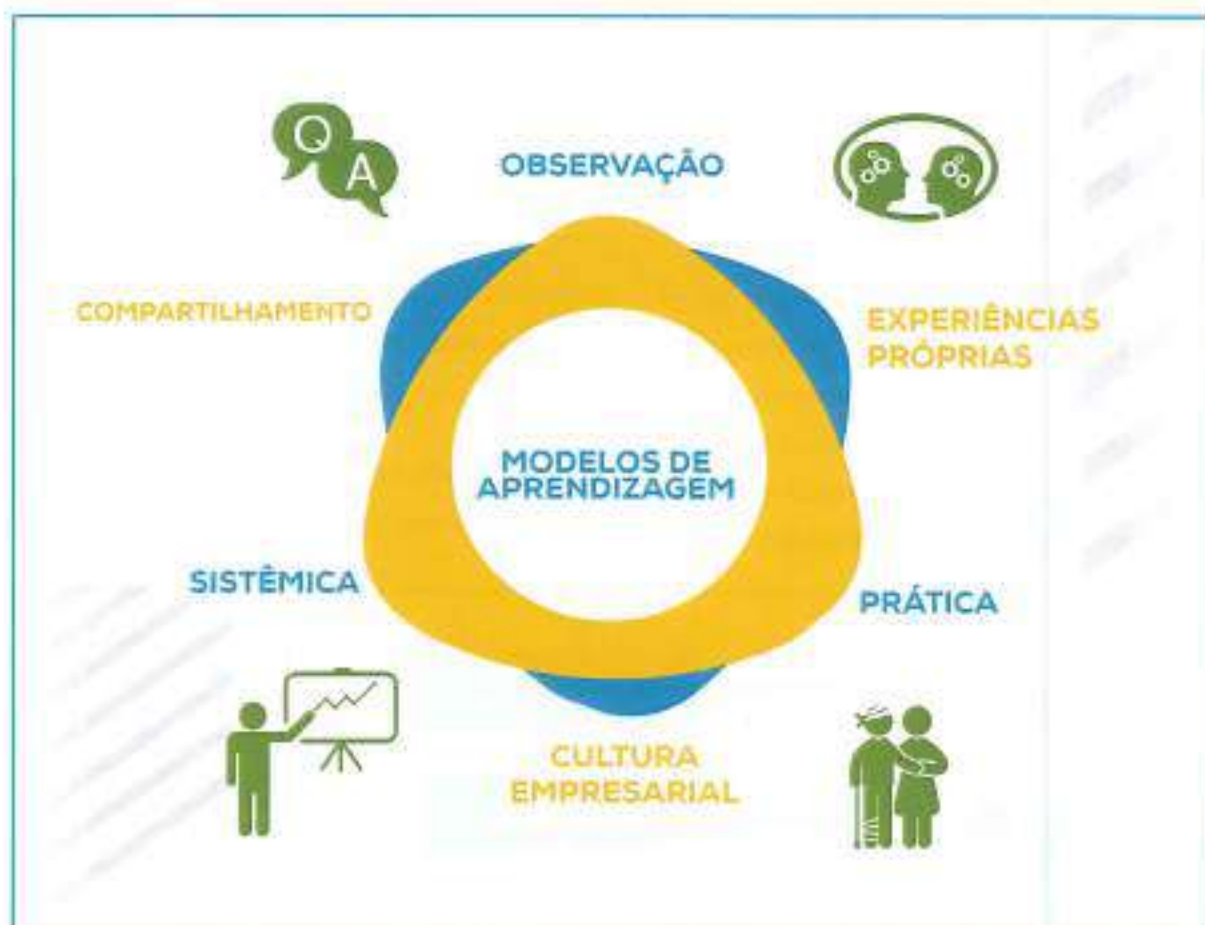 Q
A
OBSERVAÇÃO
COMPARTILHAMENTO
EXPERIÊNCIAS
PRÓPRIAS
MODELOS DE
APRENDIZAGEM
SISTÊMICA
PRÁTICA
CULTURA
EMPRESARIAL